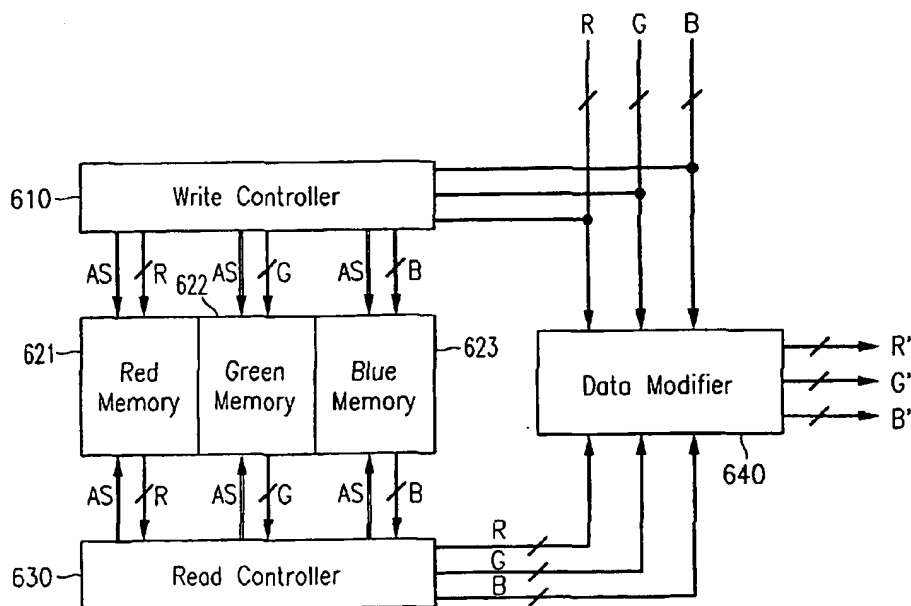 R G B
610 Write Controller
AS R AS G AS B
622
621 Red Memory Green Memory Blue Memory 623
Data Modifier
R'
G'
B'
640
AS R AS G AS B
630 Read Controller
R
G
B